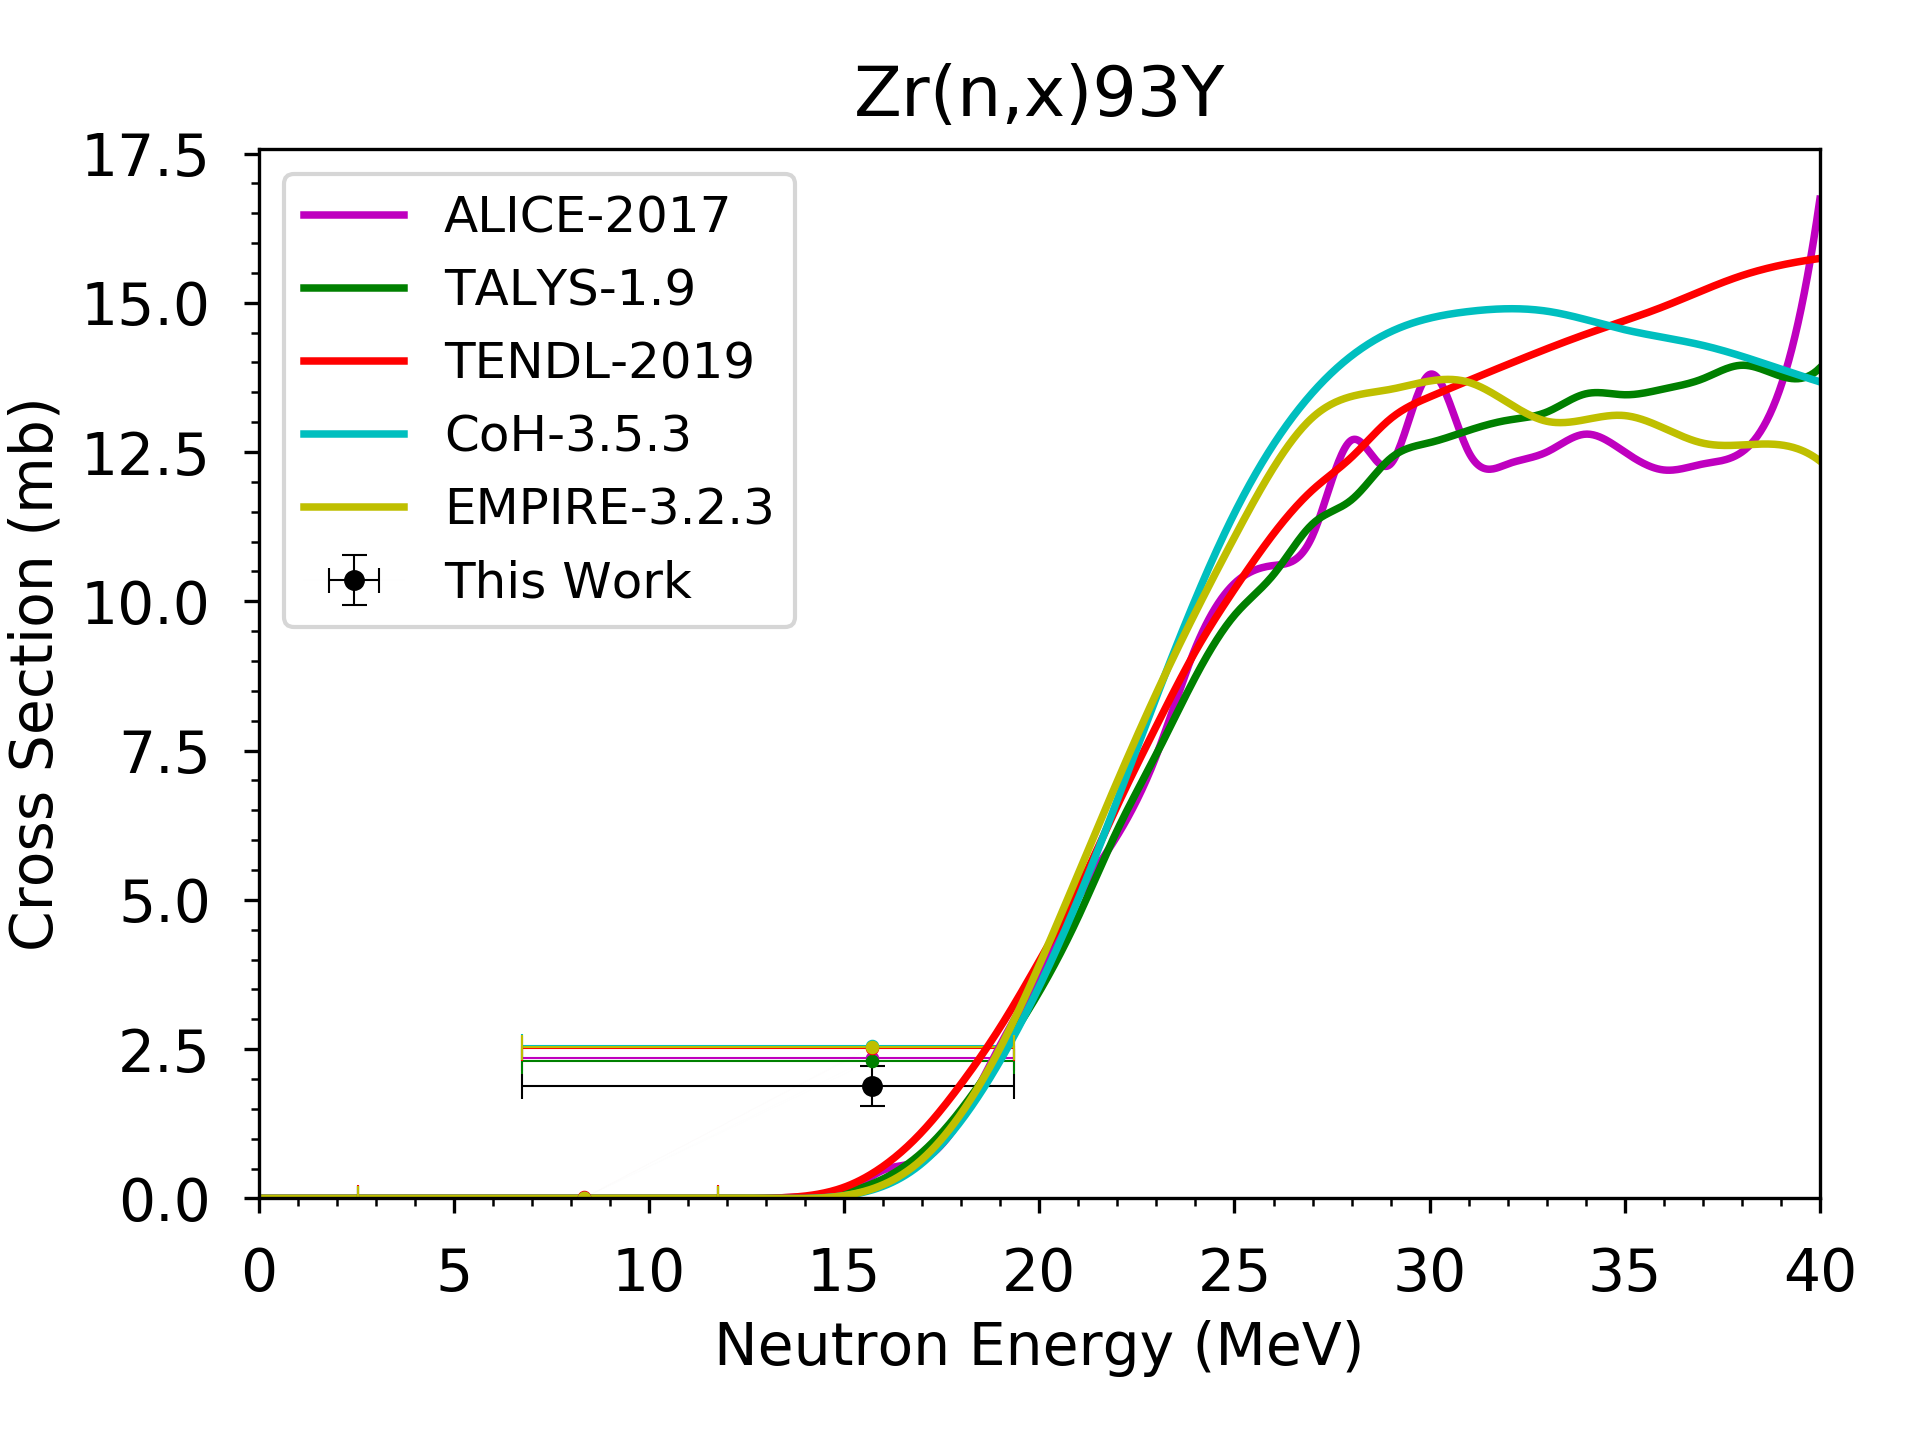 Zr(n,x)93Y
17.5
15.0
12.5
10.0
7.5
5.0
2.5
0.0
Cross Section (mb)
ALICE-2017
TALYS-1.9
TENDL-2019
CoH-3.5.3
EMPIRE-3.2.3
This Work
0 5 10 15 20 25 30 35 40
Neutron Energy (MeV)